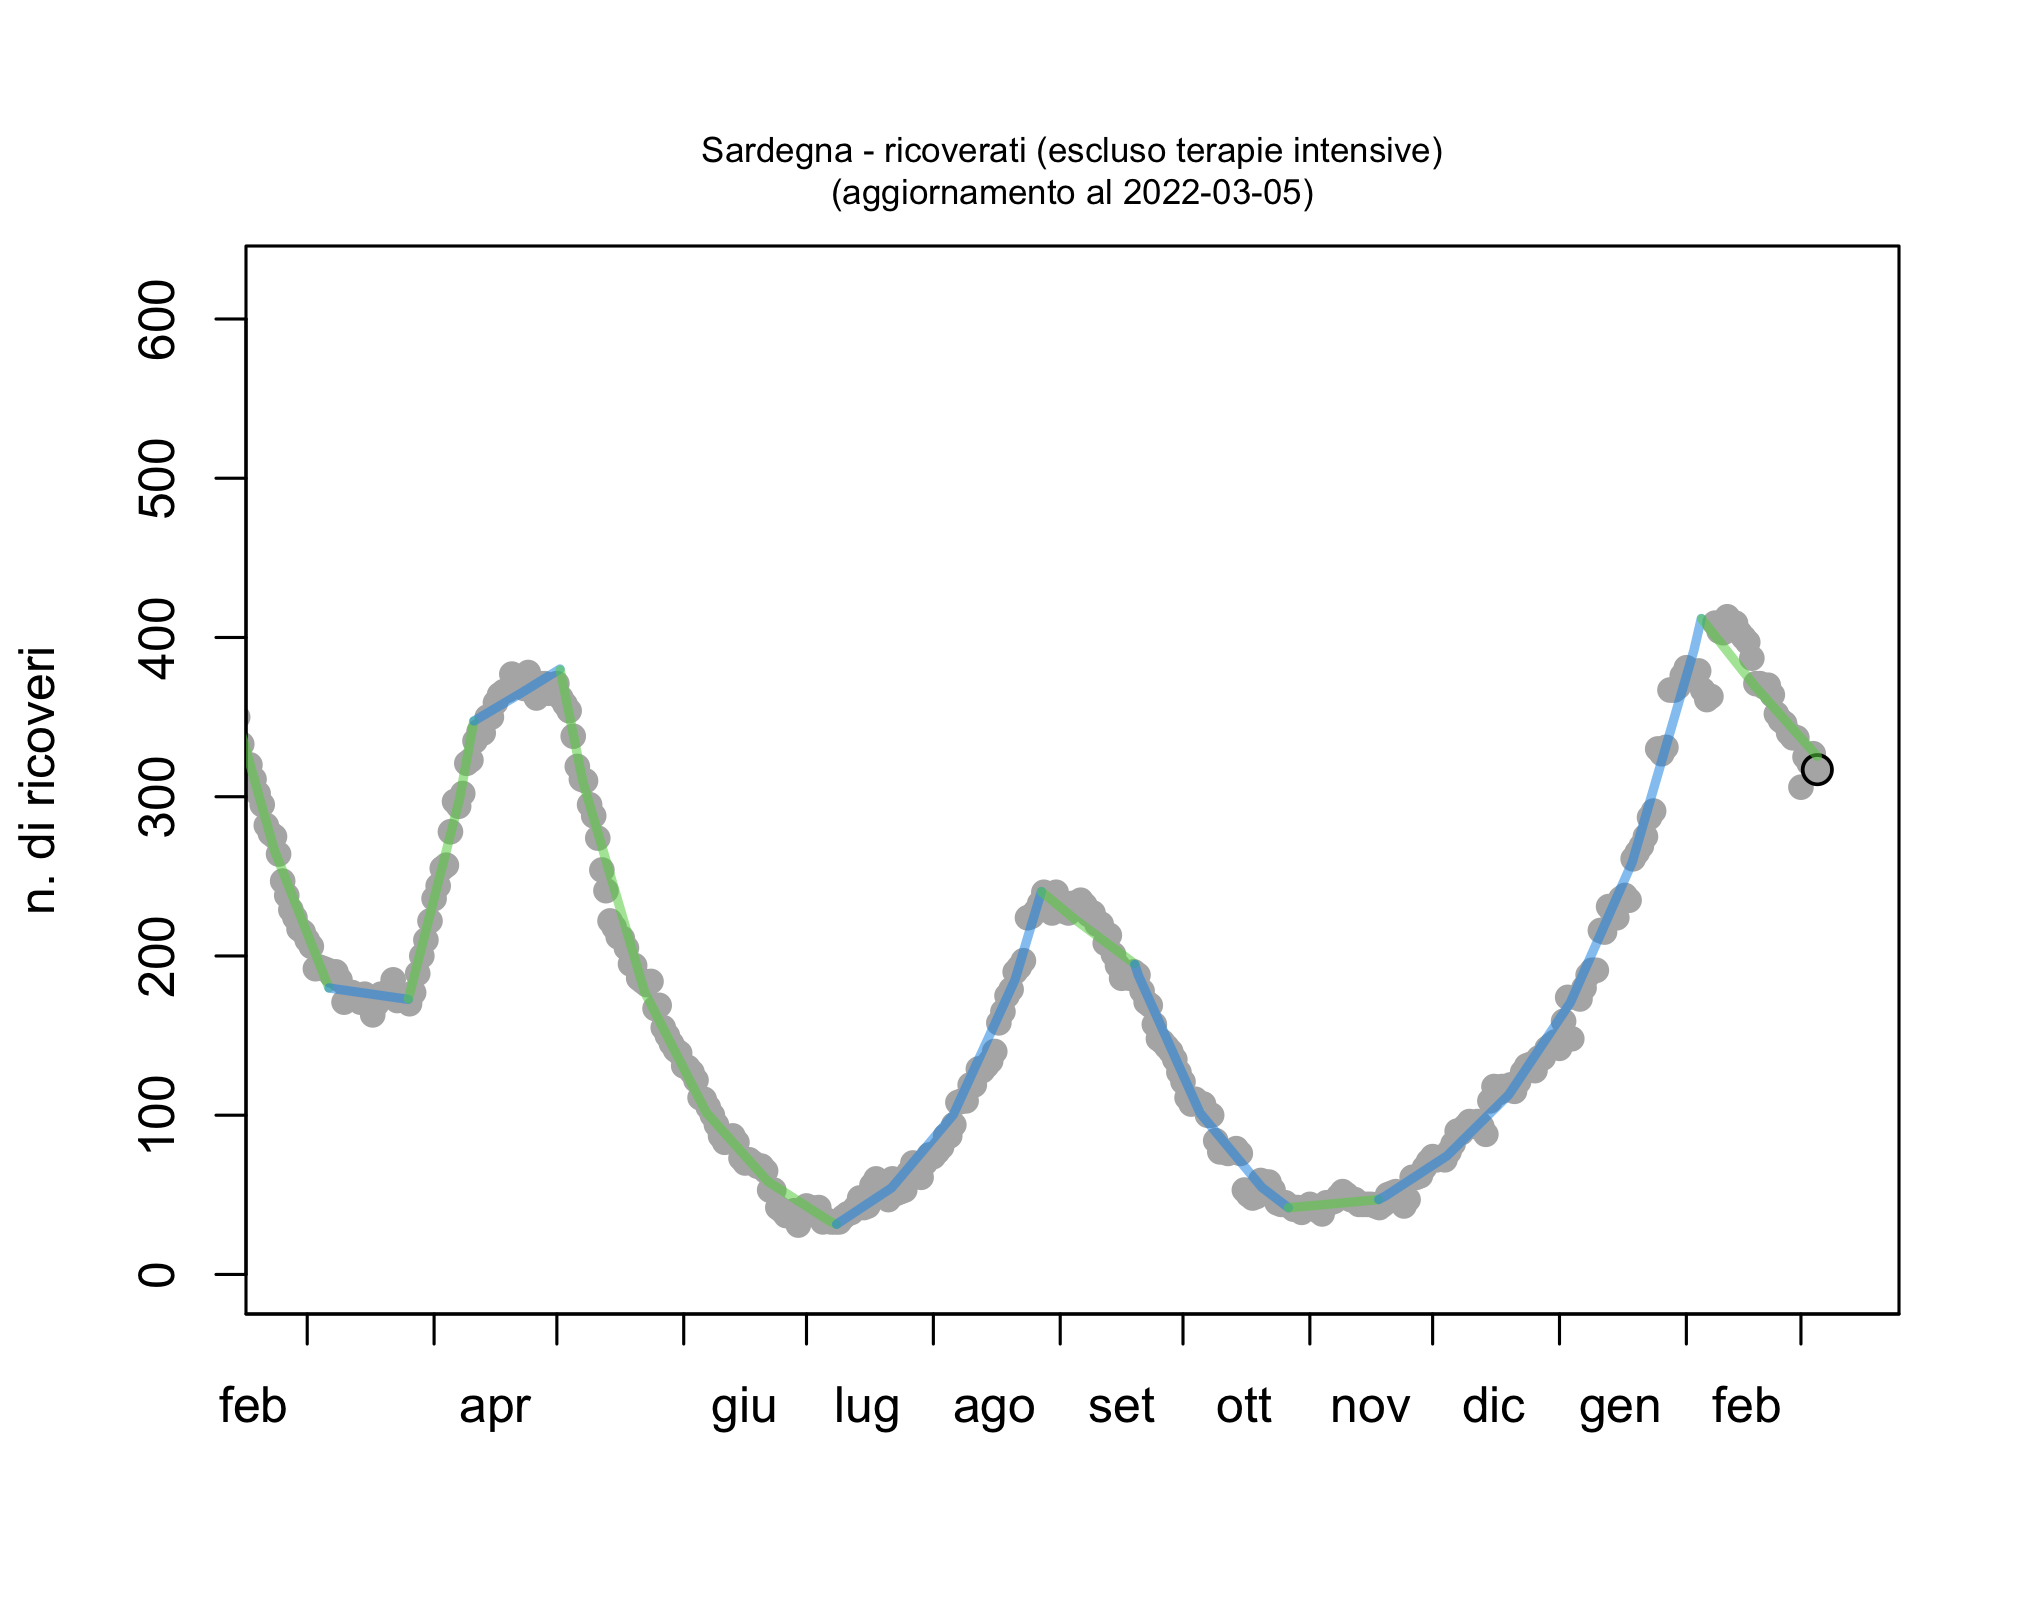 Sardegna - ricoverati (escluso terapie intensive)
(aggiornamento al 2022-03-05)
n. di ricoveri
600
500
400
300
200
100
0
feb apr giu lug ago set ott nov dic gen feb